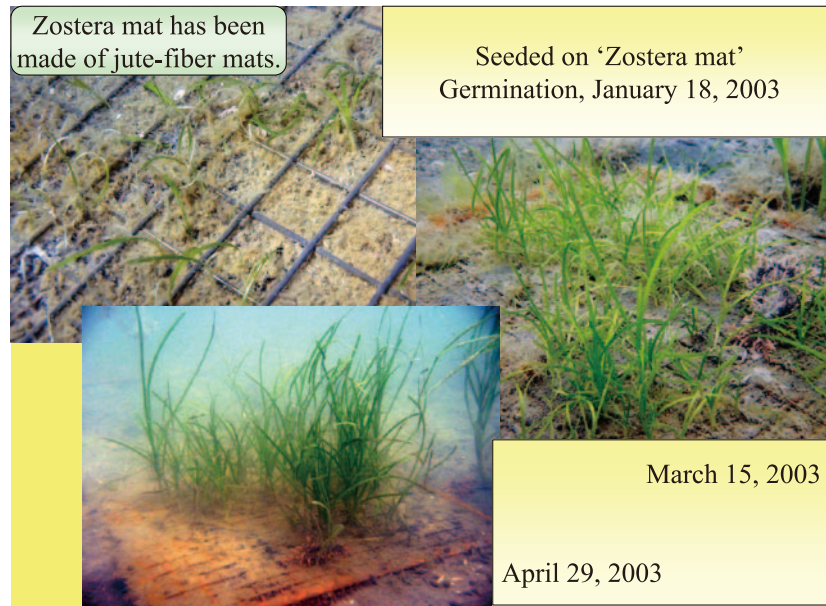 Zostera mat has been
made of jute-fiber mats.
Seeded on ‘Zostera mat’
Germination, January 18, 2003
March 15, 2003
April 29, 2003